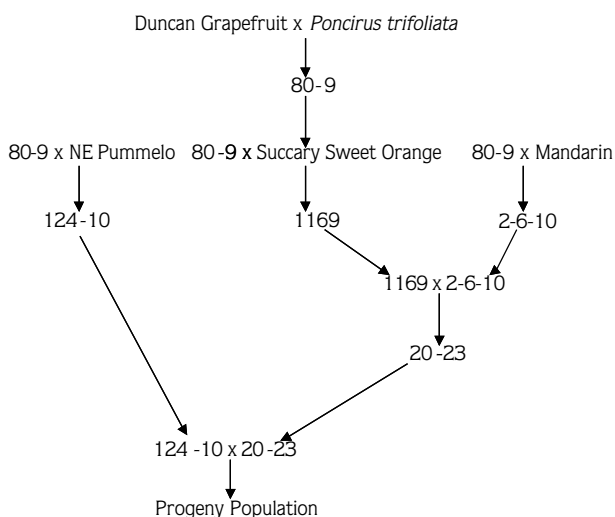 Duncan Grapefruit x Poncirus trifoliata
80-9
80-9 x NE Pummelo
80-9 x Succary Sweet Orange
80-9 x Mandarin
124-10
1169
2-6-10
1169 x 2-6-10
20-23
124-10 x 20-23
Progeny Population